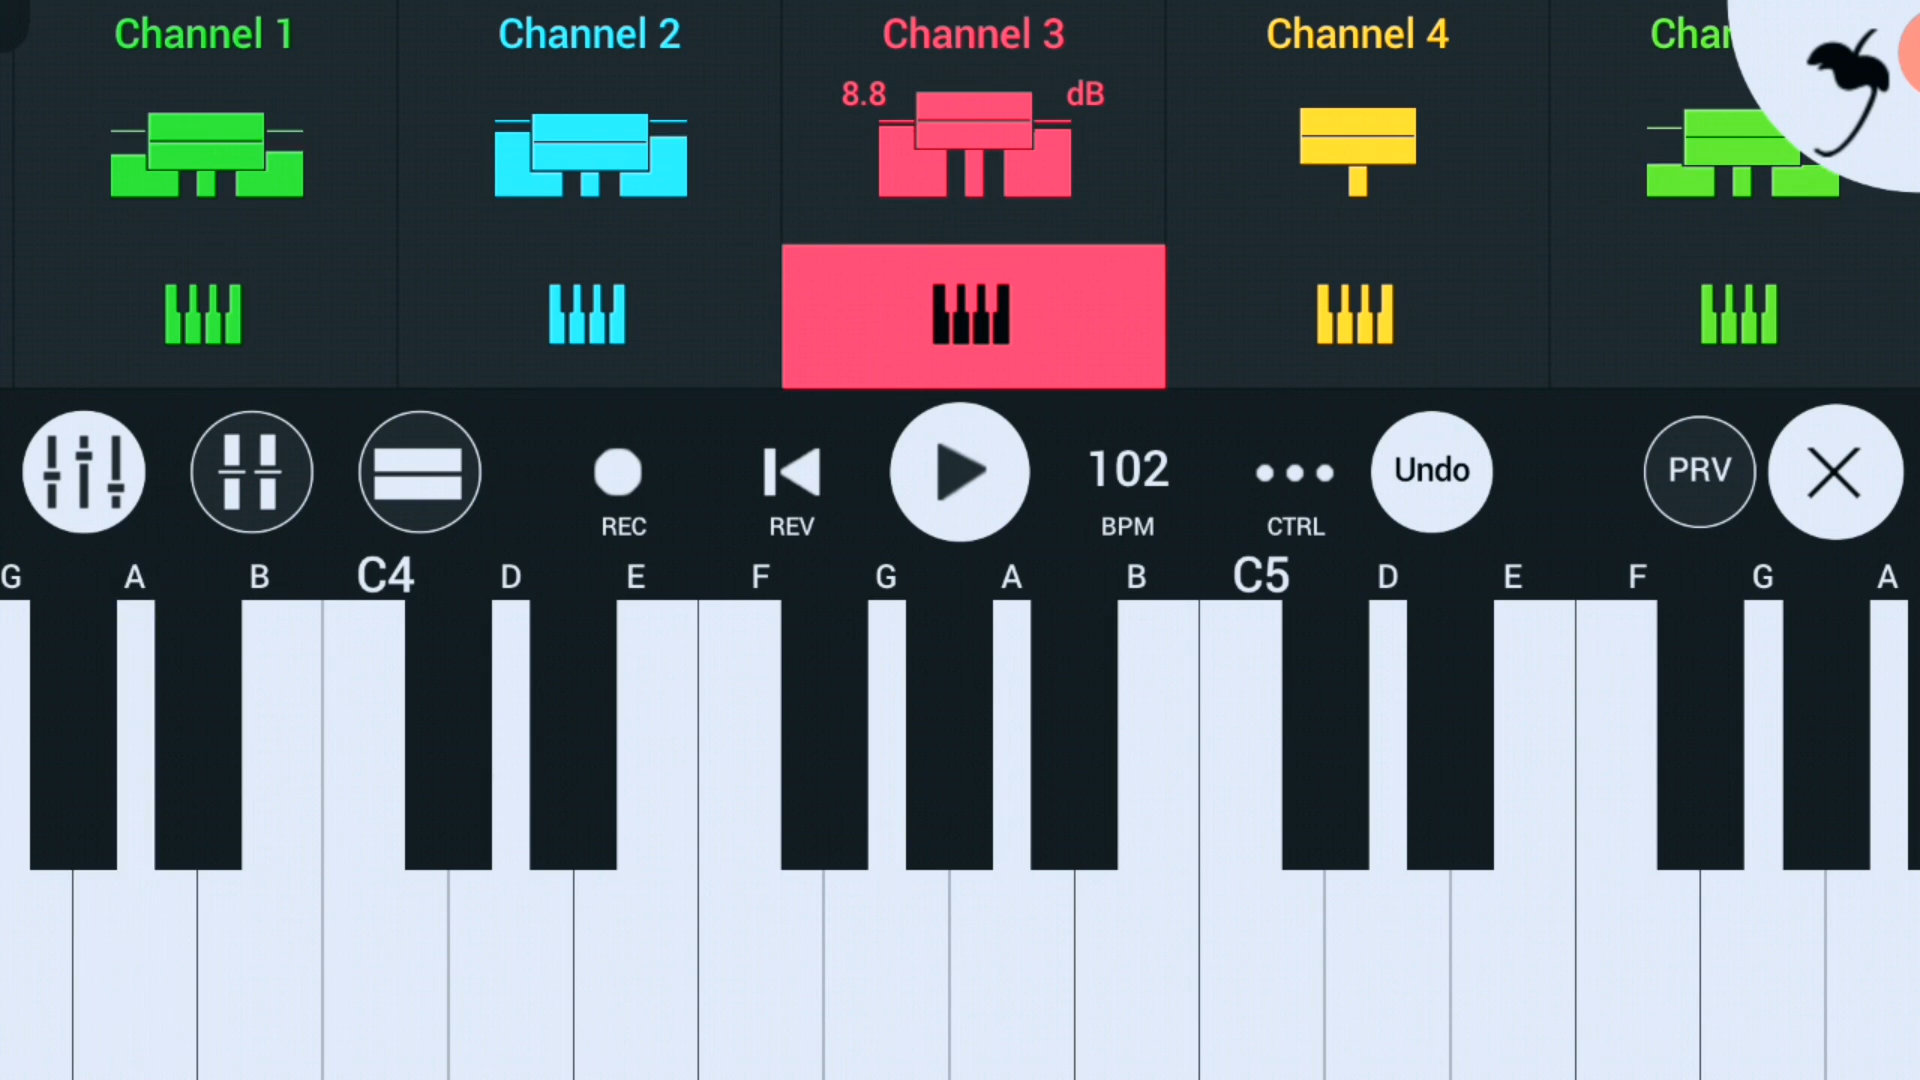 Channel 1 Channel 2 Channel 3 Channel 4 Chan
8.8 dB
102 Undo PRV
REC REV BPM CTRL
G A B C4 D E F G A B C5 D E F G A